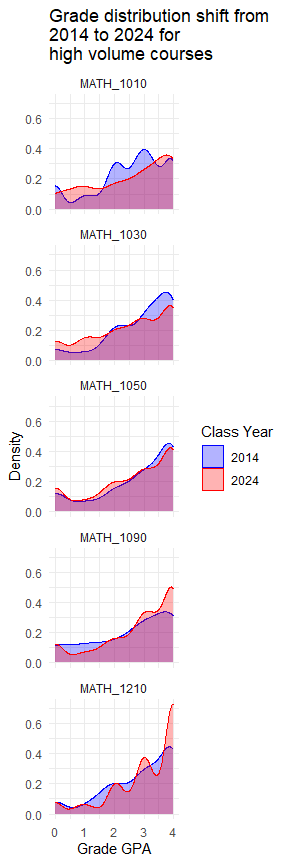 Grade distribution shift from
2014 to 2024 for
high volume courses
MATH_1010
0.6
0.4
0.2
0.0
MATH_1030
0.6
0.4
0.2
0.0
MATH_1050
0.6
0.4
0.2
0.0
MATH_1090
0.6
0.4
0.2
0.0
MATH_1210
0.6
0.4
0.2
0.0
0 1 2 3 4
Grade GPA
Density
Class Year
2014
2024